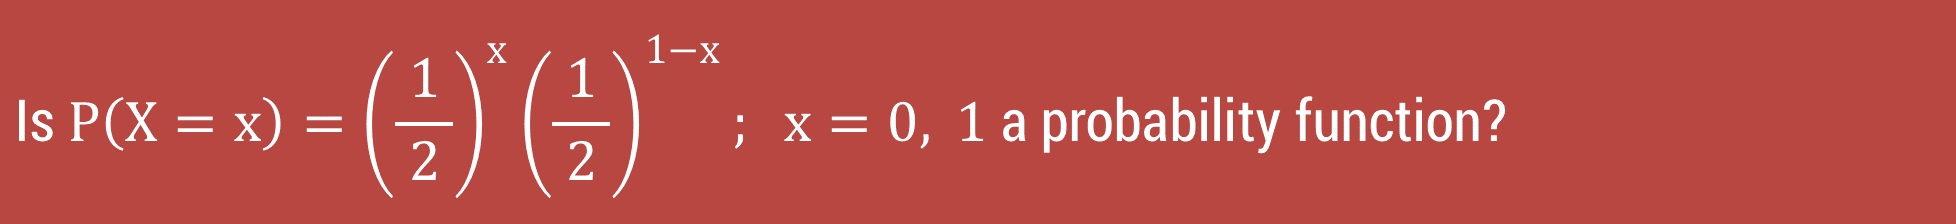 Is P(X = x) = (1/2)^x (1/2)^{1−x} ; x = 0, 1 a probability function?